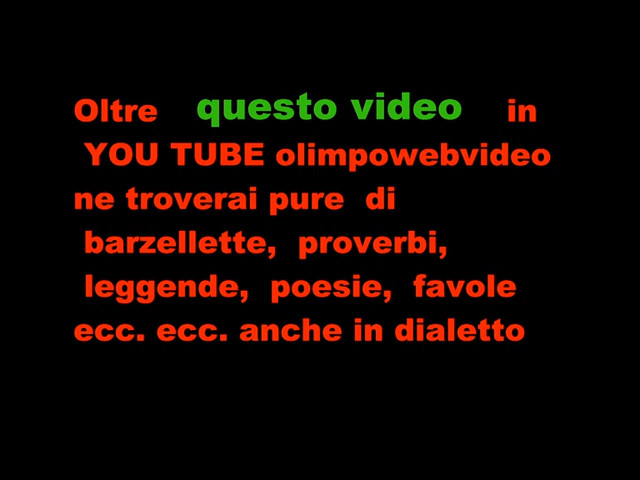 Oltre questo video in
YOU TUBE olimpowebvideo
ne troverai pure di
barzellette, proverbi,
leggende, poesie, favole
ecc. ecc. anche in dialetto